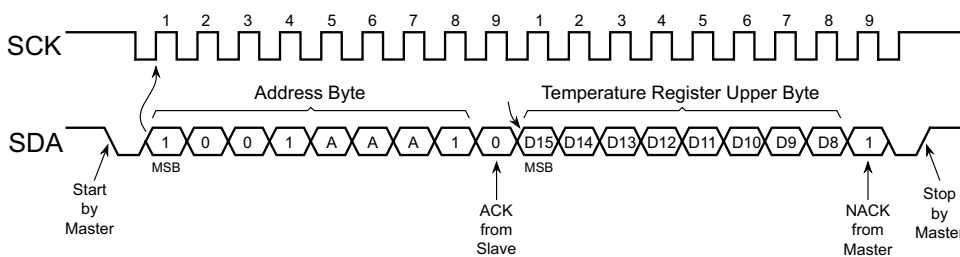 1 2 3 4 5 6 7 8 9 1 2 3 4 5 6 7 8 9
SCK
Address Byte
Temperature Register Upper Byte
SDA
1 0 0 1 A A A 1 0 D15 D14 D13 D12 D11 D10 D9 D8 1
MSB
MSB
Start
by
Master
ACK
from
Slave
NACK
from
Master
Stop
by
Master